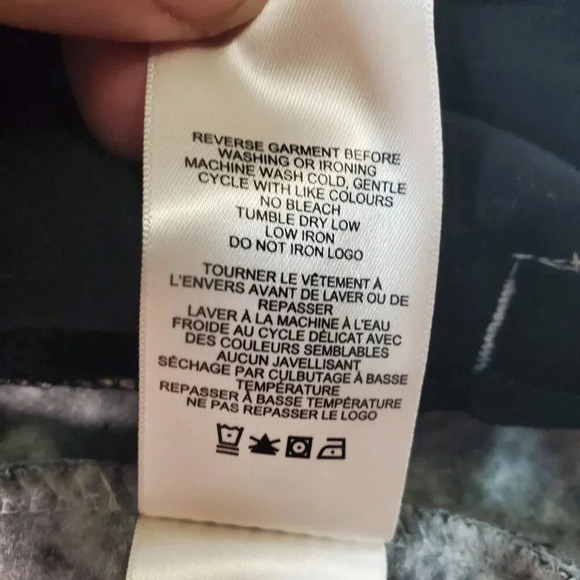 REVERSE GARMENT BEFORE
WASHING OR IRONING
MACHINE WASH COLD, GENTLE
CYCLE WITH LIKE COLOURS
NO BLEACH
TUMBLE DRY LOW
LOW IRON
DO NOT IRON LOGO
TOURNER LE VÊTEMENT À
L'ENVERS AVANT DE LAVER OU DE
REPASSER
LAVER À LA MACHINE À L'EAU
FROIDE AU CYCLE DÉLICAT AVEC
DES COULEURS SEMBLABLES
AUCUN JAVELLISANT
SÉCHAGE PAR CULBUTAGE À BASSE
TEMPÉRATURE
REPASSER À BASSE TEMPÉRATURE
NE PAS REPASSER LE LOGO